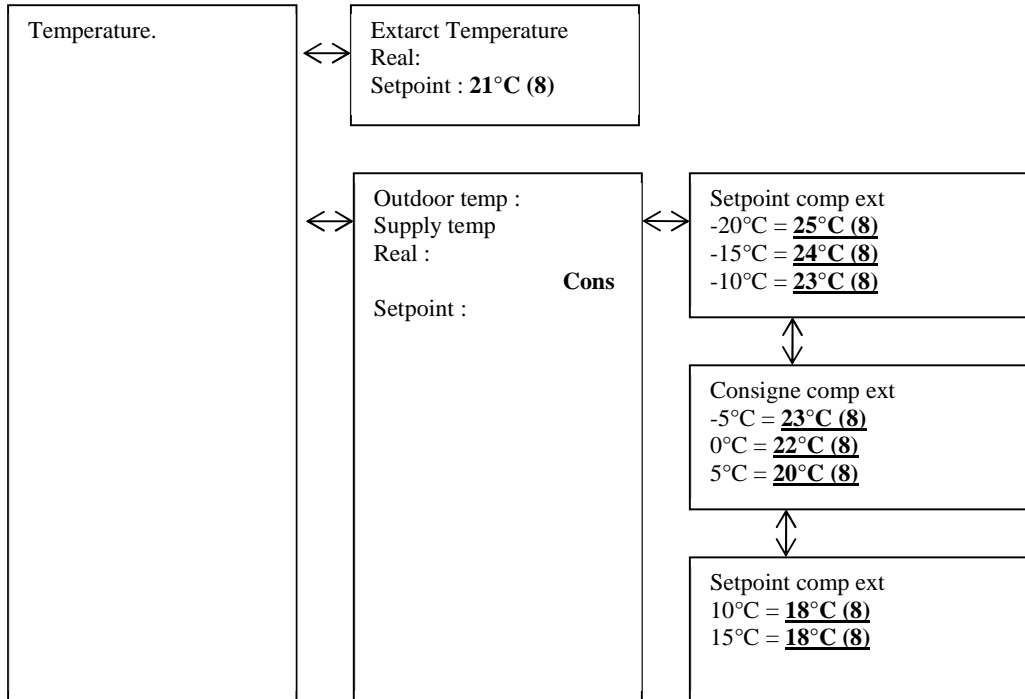 Temperature.
Extarct Temperature
Real:
Setpoint : 21°C (8)
Outdoor temp :
Supply temp
Real :
Cons
Setpoint :
Setpoint comp ext
-20°C = 25°C (8)
-15°C = 24°C (8)
-10°C = 23°C (8)
Consigne comp ext
-5°C = 23°C (8)
0°C = 22°C (8)
5°C = 20°C (8)
Setpoint comp ext
10°C = 18°C (8)
15°C = 18°C (8)